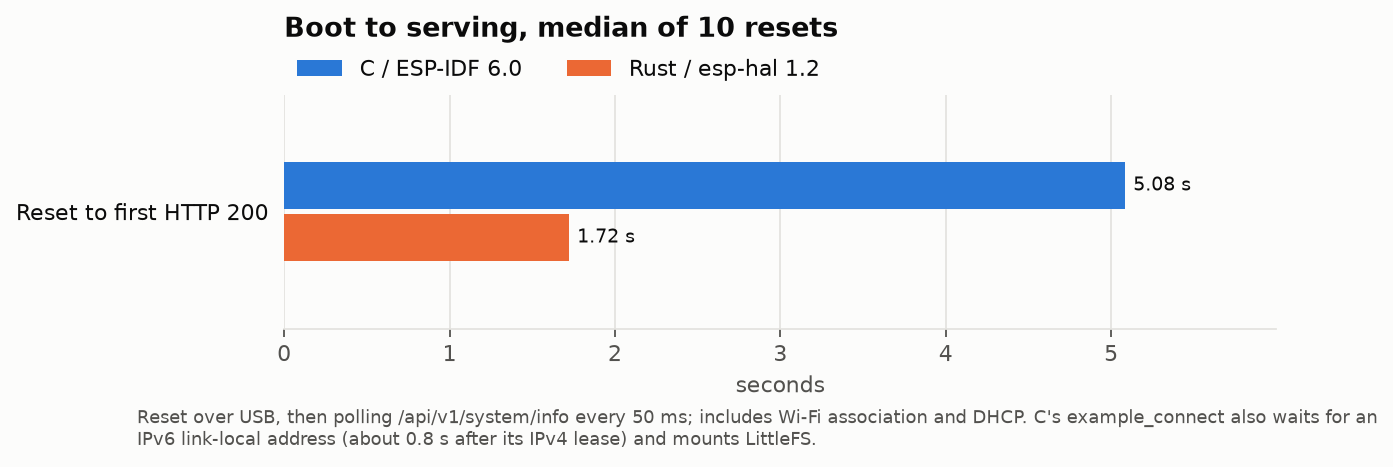 Boot to serving, median of 10 resets
C / ESP-IDF 6.0 Rust / esp-hal 1.2
5.08 s
Reset to first HTTP 200
1.72 s
0 1 2 3 4 5
seconds
Reset over USB, then polling /api/v1/system/info every 50 ms; includes Wi-Fi association and DHCP. C's example_connect also waits for an
IPv6 link-local address (about 0.8 s after its IPv4 lease) and mounts LittleFS.